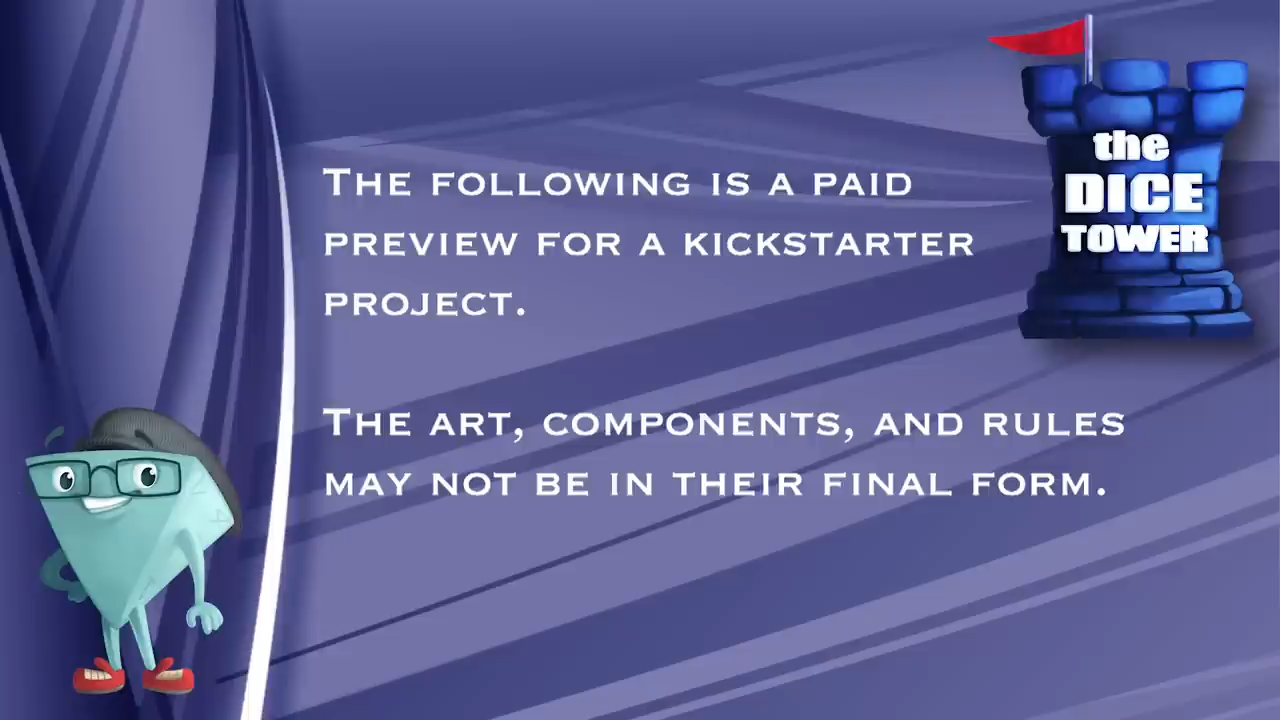 the
DICE
TOWER
THE FOLLOWING IS A PAID
PREVIEW FOR A KICKSTARTER
PROJECT.
THE ART, COMPONENTS, AND RULES
MAY NOT BE IN THEIR FINAL FORM.